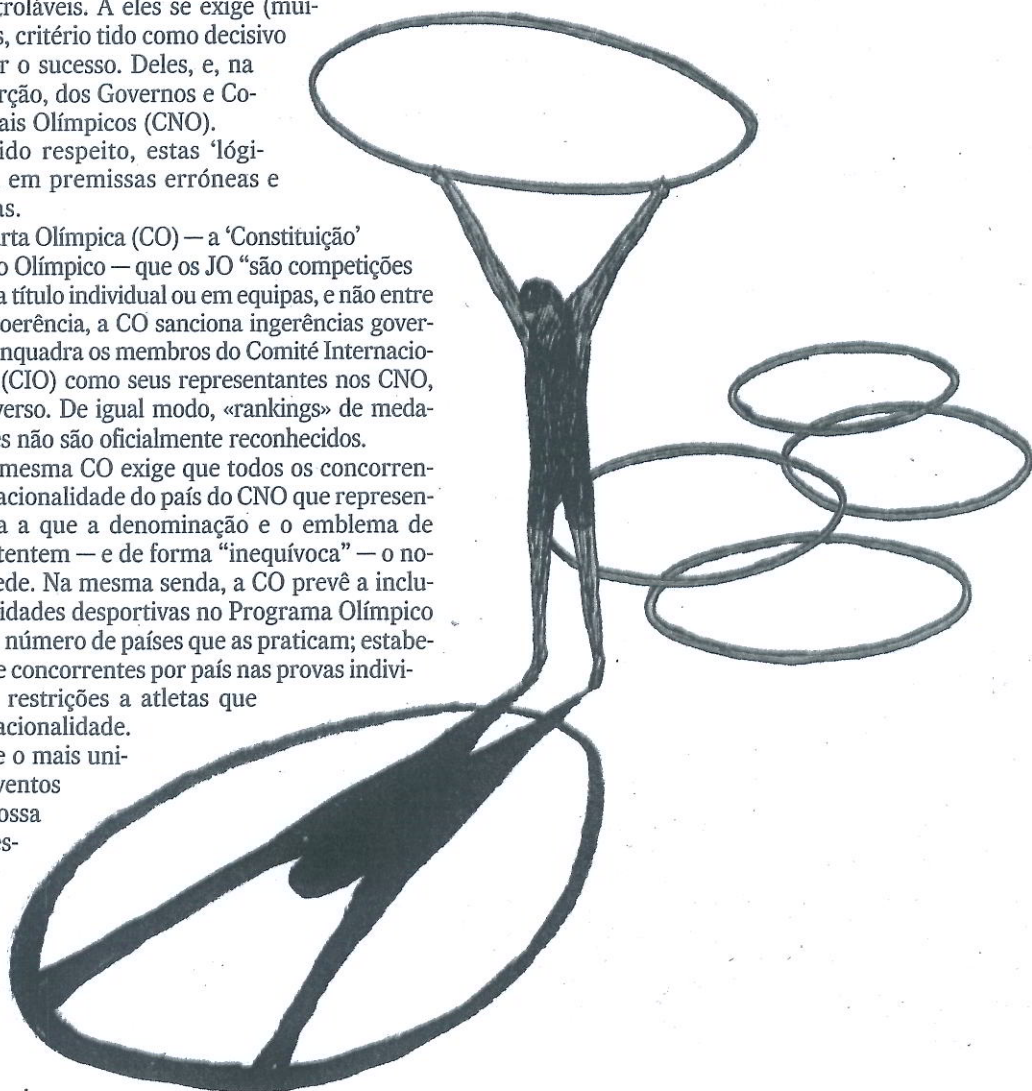 troláveis. A eles se exige (mui-
s, critério tido como decisivo
r o sucesso. Deles, e, na
rção, dos Governos e Co-
ais Olímpicos (CNO).
ido respeito, estas ‘lógi-
em premissas erróneas e
as.
arta Olímpica (CO) — a ‘Constituição’
o Olímpico — que os JO “são competições
a título individual ou em equipas, e não entre
oerência, a CO sanciona ingerências gover-
nquadra os membros do Comité Internacio-
(CIO) como seus representantes nos CNO,
verso. De igual modo, «rankings» de meda-
es não são oficialmente reconhecidos.
mesma CO exige que todos os concorren-
acionalidade do país do CNO que represen-
a a que a denominação e o emblema de
tentem — e de forma “inequívoca” — o no-
ede. Na mesma senda, a CO prevê a inclu-
idades desportivas no Programa Olímpico
número de países que as praticam; estabe-
e concorrentes por país nas provas indivi-
restrições a atletas que
acionalidade.
e o mais uni-
ventos
ossa
es-